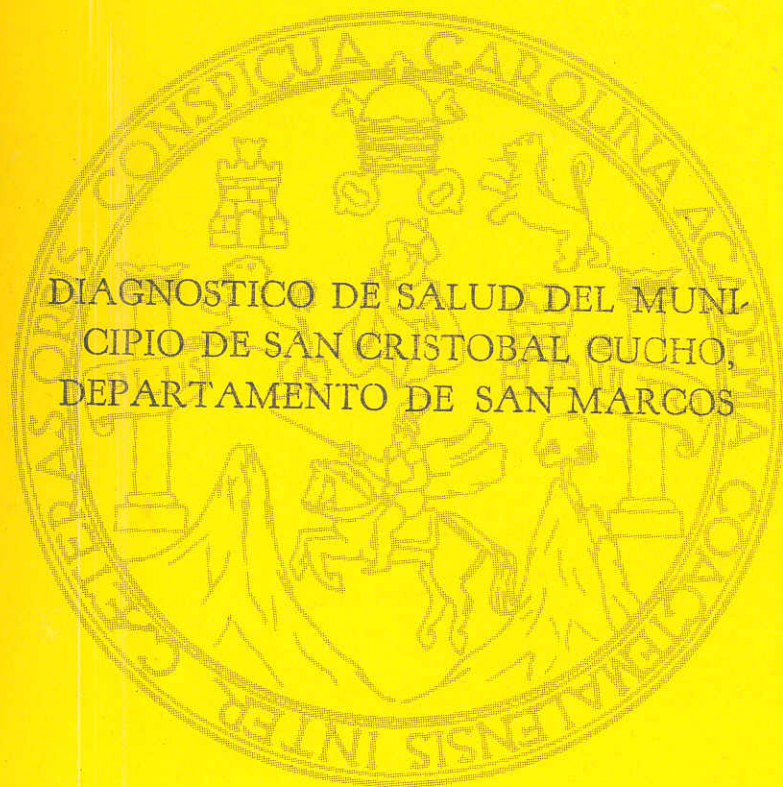 DIAGNOSTICO DE SALUD DEL MUNI-
CIPIO DE SAN CRISTOBAL CUCHO,
DEPARTAMENTO DE SAN MARCOS
CAETERAS ORBIS CONSPICUA CAROLINA ACADEMIA COACTEMALENSIS INTER